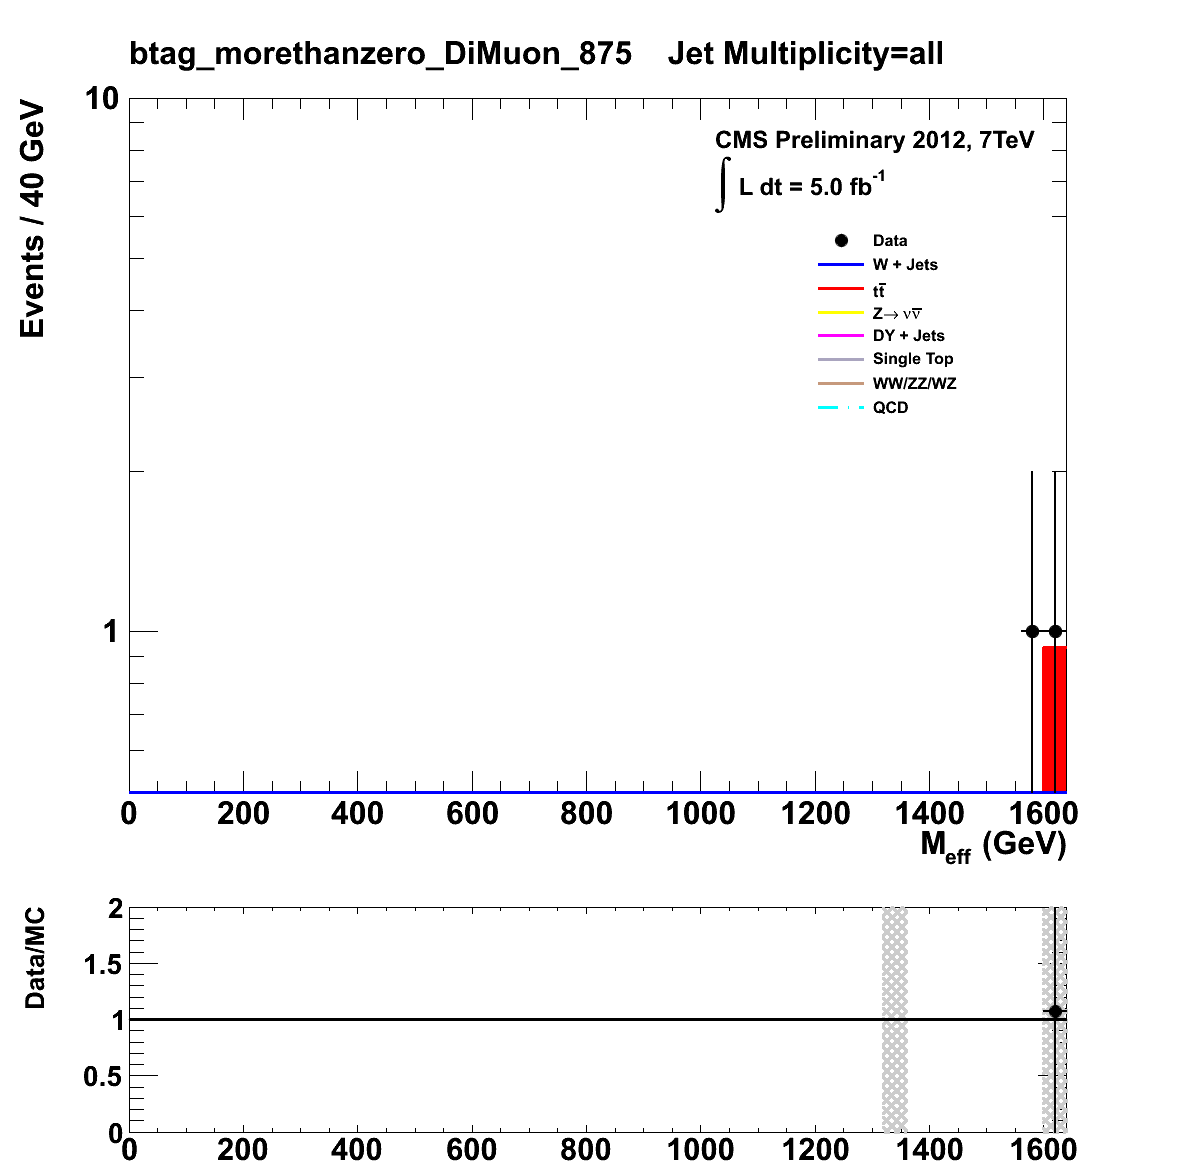 btag_morethanzero_DiMuon_875 Jet Multiplicity=all
Events / 40 GeV
10
1
CMS Preliminary 2012, 7TeV
∫ L dt = 5.0 fb⁻¹
Data
W + Jets
tt̅
Z→ νν̅
DY + Jets
Single Top
WW/ZZ/WZ
QCD
0 200 400 600 800 1000 1200 1400 1600
M_eff (GeV)
Data/MC
2
1.5
1
0.5
0
0 200 400 600 800 1000 1200 1400 1600